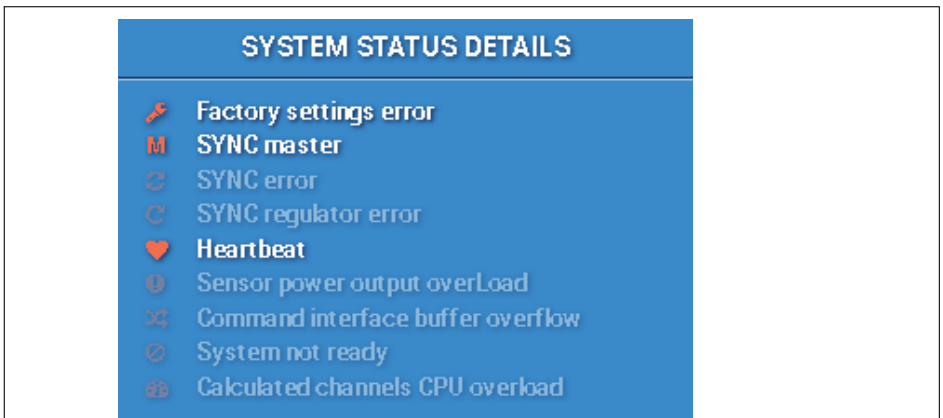 SYSTEM STATUS DETAILS
Factory settings error
M SYNC master
SYNC error
SYNC regulator error
Heartbeat
Sensor power output overLoad
Command interface buffer overflow
System not ready
Calculated channels CPU overload